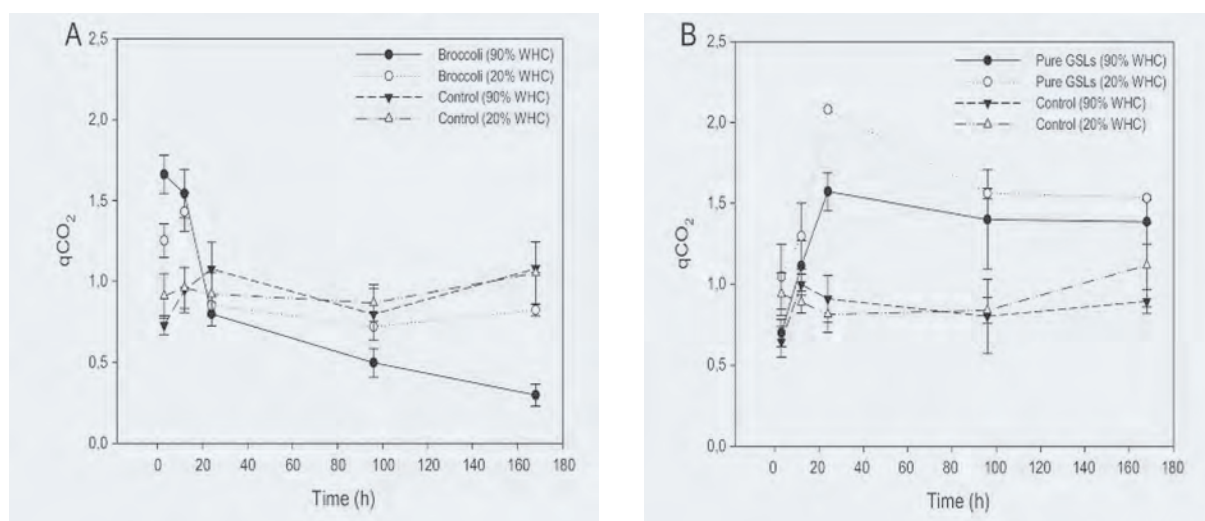 A
2,5
2,0
1,5
1,0
0,5
0,0
qCO₂
0 20 40 60 80 100 120 140 160 180
Time (h)
Broccoli (90% WHC)
Broccoli (20% WHC)
Control (90% WHC)
Control (20% WHC)
B
2,5
2,0
1,5
1,0
0,5
0,0
qCO₂
0 20 40 60 80 100 120 140 160 180
Time (h)
Pure GSLs (90% WHC)
Pure GSLs (20% WHC)
Control (90% WHC)
Control (20% WHC)